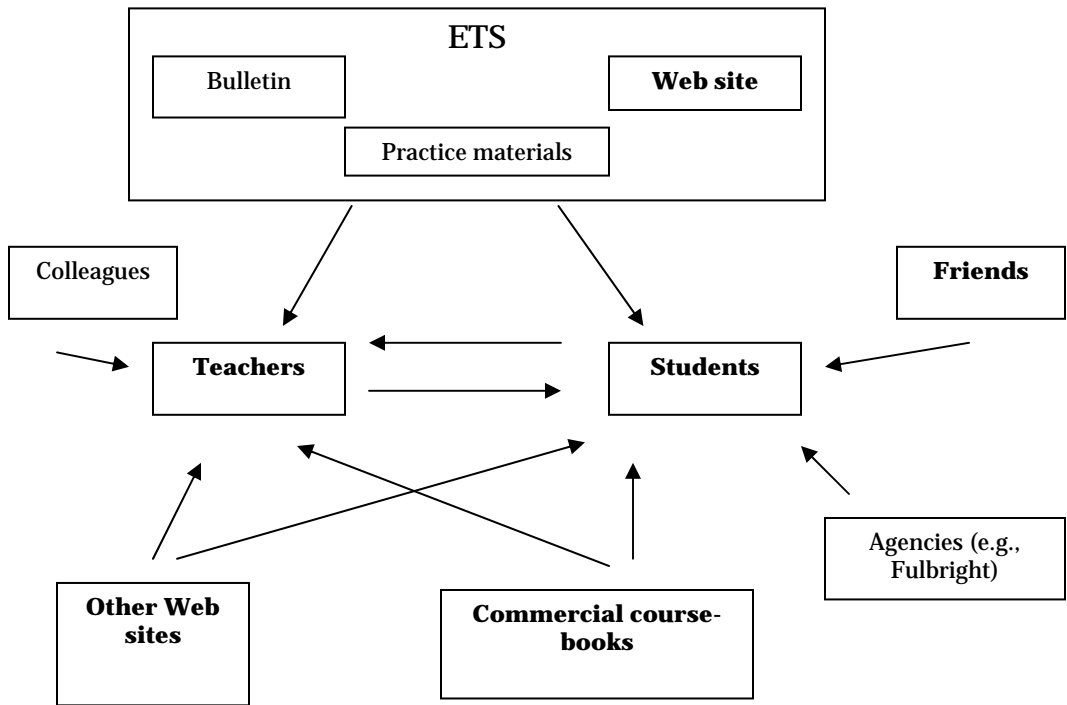 ETS
Bulletin
Web site
Practice materials
Colleagues
Friends
Teachers
Students
Agencies (e.g.,
Fulbright)
Other Web
sites
Commercial course-
books